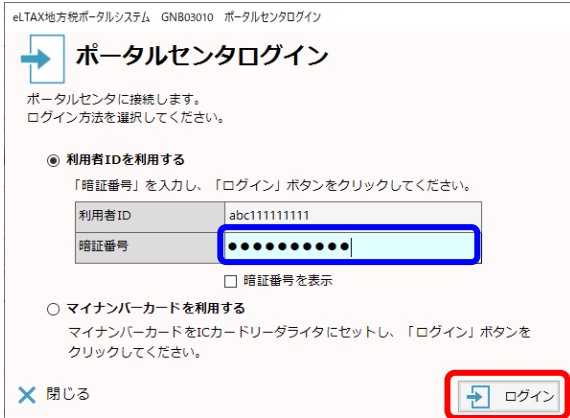 eLTAX地方税ポータルシステム GNB03010 ポータルセンタログイン
ポータルセンタログイン
ポータルセンタに接続します。
ログイン方法を選択してください。
利用者IDを利用する
「暗証番号」を入力し、「ログイン」ボタンをクリックしてください。
利用者ID abc111111111
暗証番号 ●●●●●●●●●●
暗証番号を表示
マイナンバーカードを利用する
マイナンバーカードをICカードリーダライタにセットし、「ログイン」ボタンを
クリックしてください。
閉じる ログイン